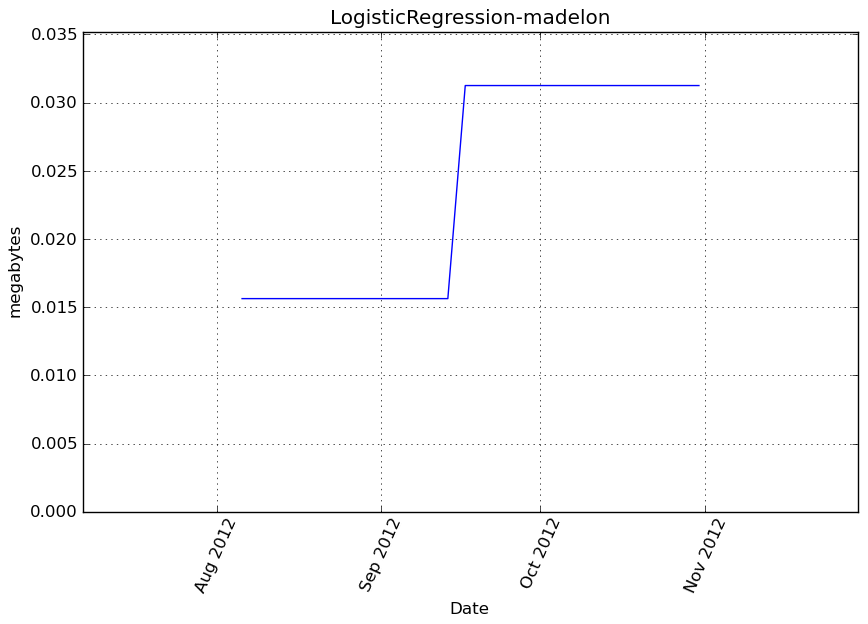 LogisticRegression-madelon
0.035
0.030
0.025
0.020
0.015
0.010
0.005
0.000
megabytes
Aug 2012
Sep 2012
Oct 2012
Nov 2012
Date